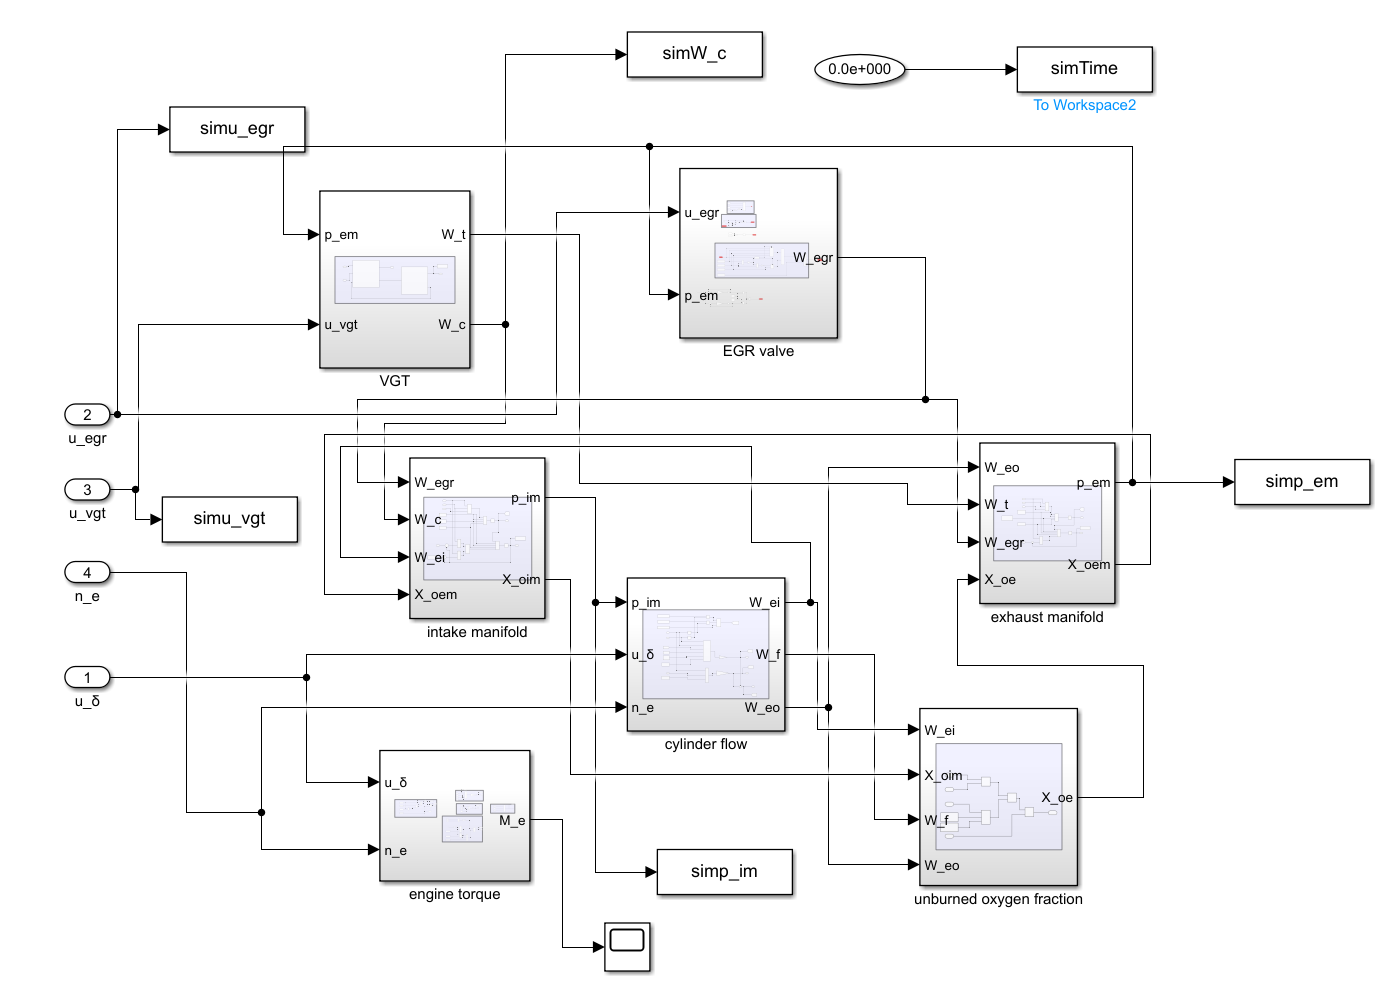 simW_c
0.0e+000
simTime
To Workspace2
simu_egr
p_em
W_t
u_vgt
W_c
VGT
u_egr
W_egr
p_em
EGR valve
2
u_egr
3
u_vgt
simu_vgt
4
n_e
1
u_δ
W_egr
p_im
W_c
W_ei
X_oim
X_oem
intake manifold
W_eo
p_em
W_t
W_egr
X_oem
X_oe
exhaust manifold
simp_em
p_im
W_ei
u_δ
W_f
n_e
W_eo
cylinder flow
W_ei
X_oim
X_oe
W_f
W_eo
unburned oxygen fraction
u_δ
M_e
n_e
engine torque
simp_im